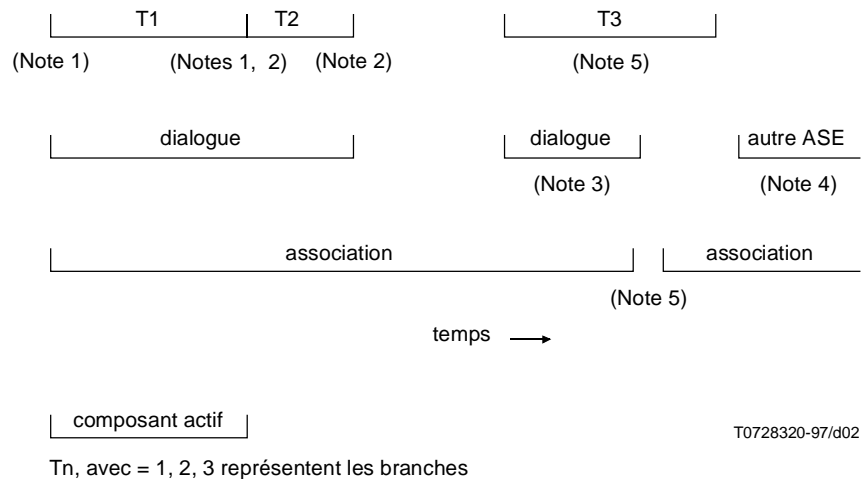 T1 T2 T3
(Note 1) (Notes 1, 2) (Note 2) (Note 5)
dialogue dialogue autre ASE
(Note 3) (Note 4)
association association
(Note 5)
temps
composant actif
T0728320-97/d02
Tn, avec = 1, 2, 3 représentent les branches